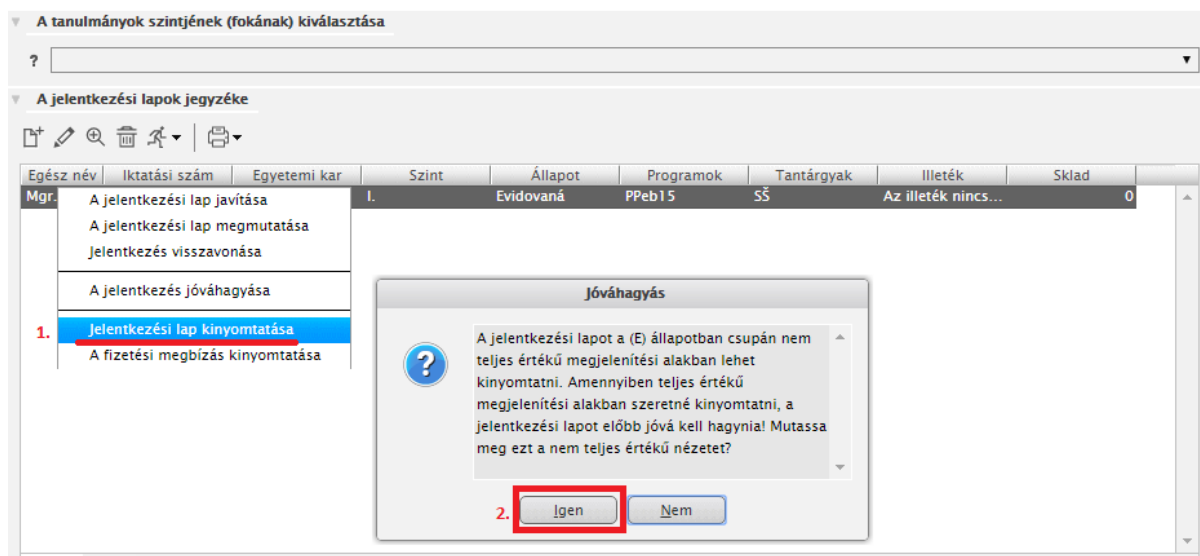 A tanulmányok szintjének (fokának) kiválasztása
?
A jelentkezési lapok jegyzéke
Egész név Iktatási szám Egyetemi kar Szint Állapot Programok Tantárgyak Illeték Sklad
Mgr. I. Evidovaná PPeb15 SŠ Az illeték nincs... 0
A jelentkezési lap javítása
A jelentkezési lap megmutatása
Jelentkezés visszavonása
A jelentkezés jóváhagyása
1. Jelentkezési lap kinyomtatása
A fizetési megbízás kinyomtatása
Jóváhagyás
A jelentkezési lapot a (E) állapotban csupán nem
teljes értékű megjelenítési alakban lehet
kinyomtatni. Amennyiben teljes értékű
megjelenítési alakban szeretné kinyomtatni, a
jelentkezési lapot előbb jóvá kell hagynia! Mutassa
meg ezt a nem teljes értékű nézetet?
2. Igen Nem